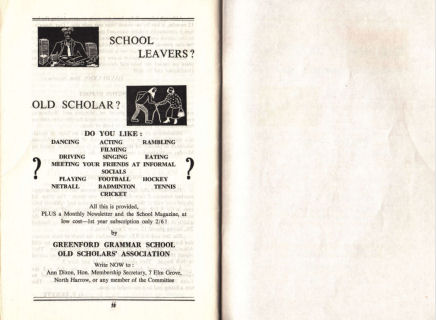 SCHOOL
LEAVERS?
OLD SCHOLAR?
DO YOU LIKE :
DANCING ACTING RAMBLING
FILMING
DRIVING SINGING EATING
MEETING YOUR FRIENDS AT INFORMAL
SOCIALS
PLAYING FOOTBALL HOCKEY
NETBALL BADMINTON TENNIS
CRICKET
? ?
All this is provided,
PLUS a Monthly Newsletter and the School Magazine, at
low cost—1st year subscription only 2/6!
by
GREENFORD GRAMMAR SCHOOL
OLD SCHOLARS' ASSOCIATION
Write NOW to :
Ann Dixon, Hon. Membership Secretary, 7 Elm Grove,
North Harrow, or any member of the Committee